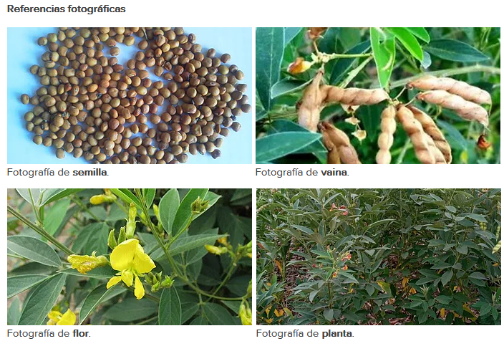 Referencias fotográficas
Fotografía de semilla.
Fotografía de vaina.
Fotografía de flor.
Fotografía de planta.